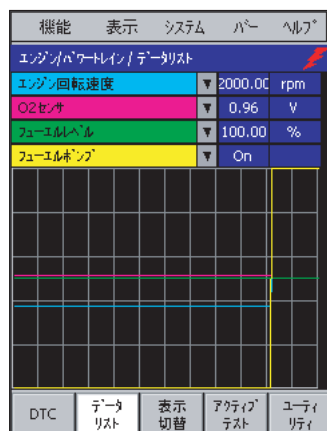 機能 表示 システム バー ヘルプ
エンジン/パワートレイン/データリスト
エンジン回転速度 ▼ 2000.00 rpm
O2センサ ▼ 0.96 V
フューエルレベル ▼ 100.00 %
フューエルポンプ ▼ On
DTC データリスト 表示切替 アクティブテスト ユーティリティ